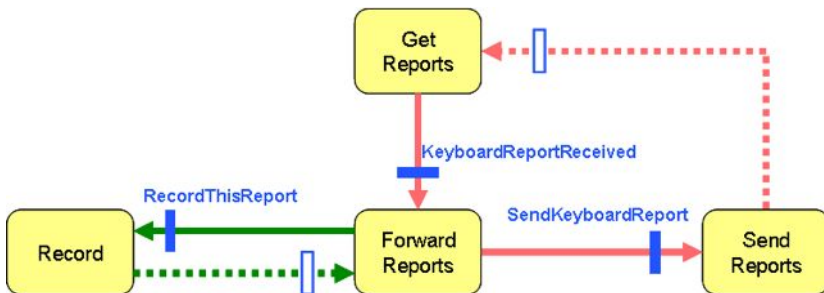 Get
Reports
KeyboardReportReceived
RecordThisReport
SendKeyboardReport
Record
Forward
Reports
Send
Reports